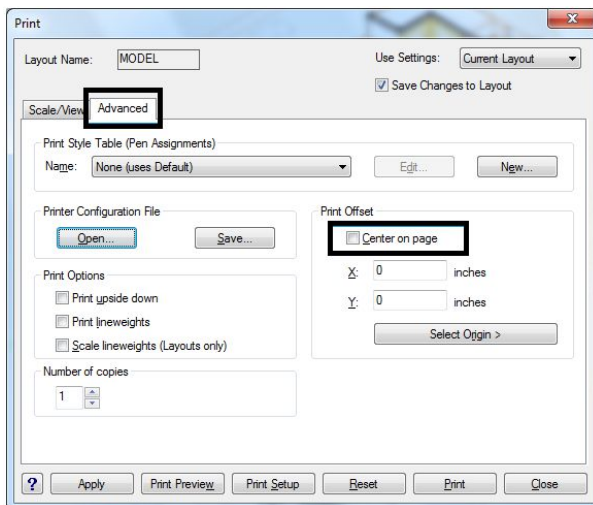 Print
Layout Name: MODEL Use Settings: Current Layout
Save Changes to Layout
Scale/View Advanced
Print Style Table (Pen Assignments)
Name: None (uses Default) Edit... New...
Printer Configuration File Print Offset
Open... Save... Center on page
X: 0 inches
Print Options
Print upside down Y: 0 inches
Print lineweights
Select Origin >
Scale lineweights (Layouts only)
Number of copies
1
? Apply Print Preview Print Setup Reset Print Close